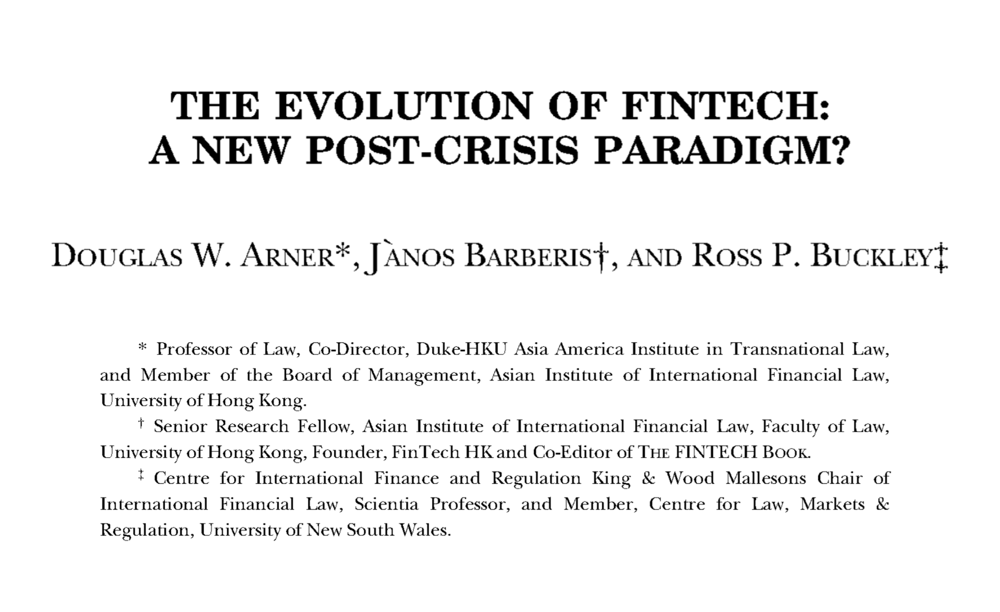 THE EVOLUTION OF FINTECH:
A NEW POST-CRISIS PARADIGM?
DOUGLAS W. ARNER*, JÀNOS BARBERIS†, AND ROSS P. BUCKLEY‡
* Professor of Law, Co-Director, Duke-HKU Asia America Institute in Transnational Law,
and Member of the Board of Management, Asian Institute of International Financial Law,
University of Hong Kong.
† Senior Research Fellow, Asian Institute of International Financial Law, Faculty of Law,
University of Hong Kong, Founder, FinTech HK and Co-Editor of THE FINTECH BOOK.
‡ Centre for International Finance and Regulation King & Wood Mallesons Chair of
International Financial Law, Scientia Professor, and Member, Centre for Law, Markets &
Regulation, University of New South Wales.